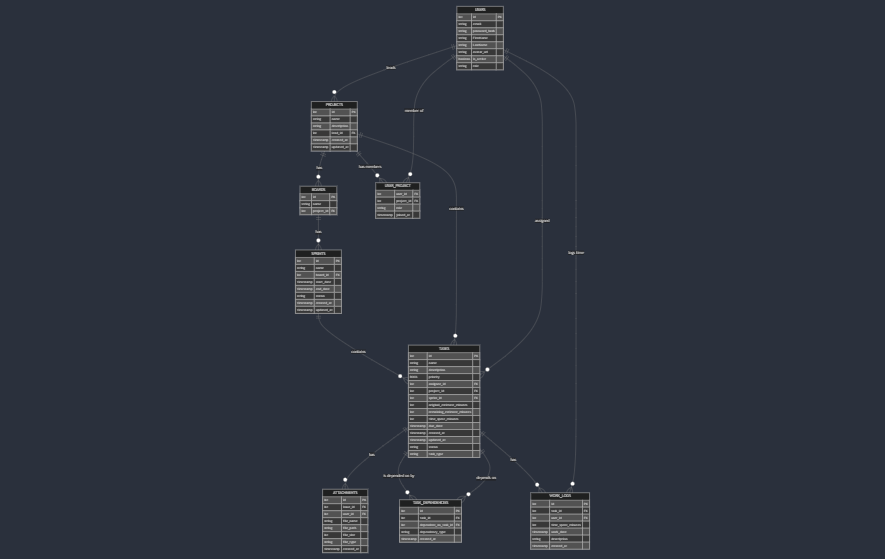 USERS
int id PK
string email
string password_hash
string
string
string
boolean is_active
string role
leads
member of
PROJECTS
int id PK
string name
string description
int lead_id FK
timestamp created_at
timestamp updated_at
has
has members
BOARDS
int id PK
string name
int project_id FK
USER_PROJECT
int user_id FK
int project_id FK
string role
timestamp joined_at
contains
assigned
logs time
has
SPRINTS
int id PK
string name
int board_id FK
timestamp start_date
timestamp end_date
string status
timestamp created_at
timestamp updated_at
contains
TASKS
int id PK
string name
string description
priority
int assignee_id FK
int project_id FK
int sprint_id FK
int original_estimate_minutes
int remaining_estimate_minutes
int time_spent_minutes
timestamp due_date
timestamp created_at
timestamp updated_at
string status
string task_type
has
is depended on by
depends on
has
ATTACHMENTS
int id PK
int task_id FK
int user_id FK
string file_name
string file_path
int file_size
string file_type
timestamp created_at
TASK_DEPENDENCIES
int id PK
int task_id FK
int depends_on_task_id FK
string dependency_type
timestamp created_at
WORK_LOGS
int id PK
int task_id FK
int user_id FK
int time_spent_minutes
timestamp work_date
string description
timestamp created_at